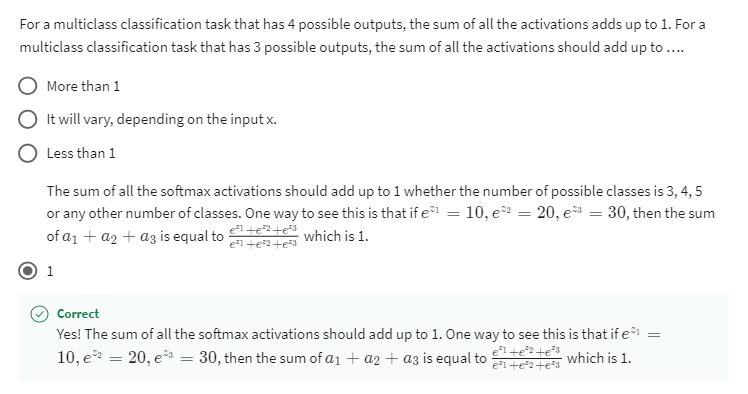 For a multiclass classification task that has 4 possible outputs, the sum of all the activations adds up to 1. For a
multiclass classification task that has 3 possible outputs, the sum of all the activations should add up to ….
More than 1
It will vary, depending on the input x.
Less than 1
The sum of all the softmax activations should add up to 1 whether the number of possible classes is 3, 4, 5
or any other number of classes. One way to see this is that if e^{z_1} = 10, e^{z_2} = 20, e^{z_3} = 30, then the sum
of a_1 + a_2 + a_3 is equal to \frac{e^{z_1}+e^{z_2}+e^{z_3}}{e^{z_1}+e^{z_2}+e^{z_3}} which is 1.
1
Correct
Yes! The sum of all the softmax activations should add up to 1. One way to see this is that if e^{z_1} =
10, e^{z_2} = 20, e^{z_3} = 30, then the sum of a_1 + a_2 + a_3 is equal to \frac{e^{z_1}+e^{z_2}+e^{z_3}}{e^{z_1}+e^{z_2}+e^{z_3}} which is 1.